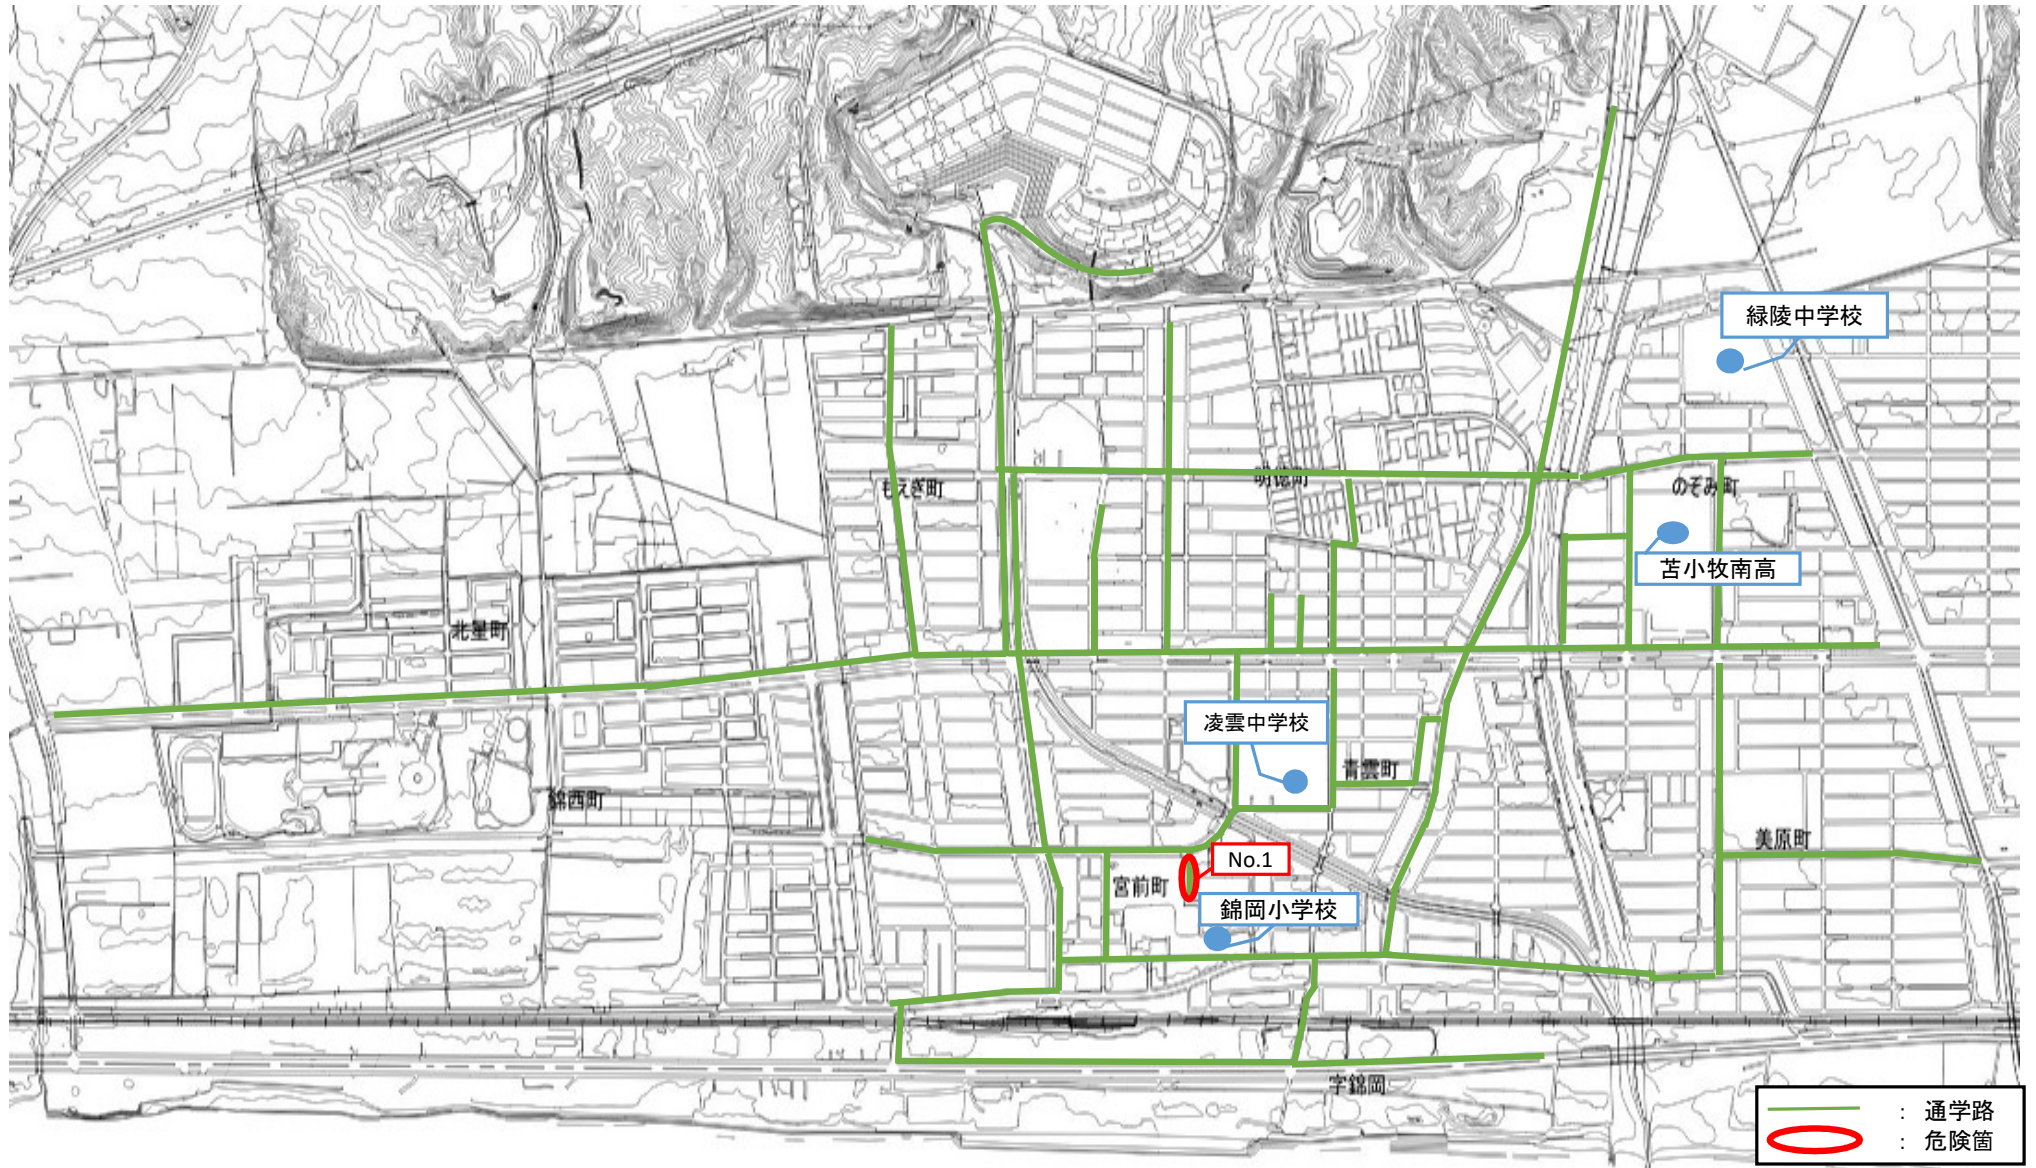 緑陵中学校
もえぎ町
明徳町
のぞみ町
苫小牧南高
北星町
凌雲中学校
青雲町
錦西町
美原町
No.1
宮前町
錦岡小学校
字錦岡
： 通学路
： 危険箇